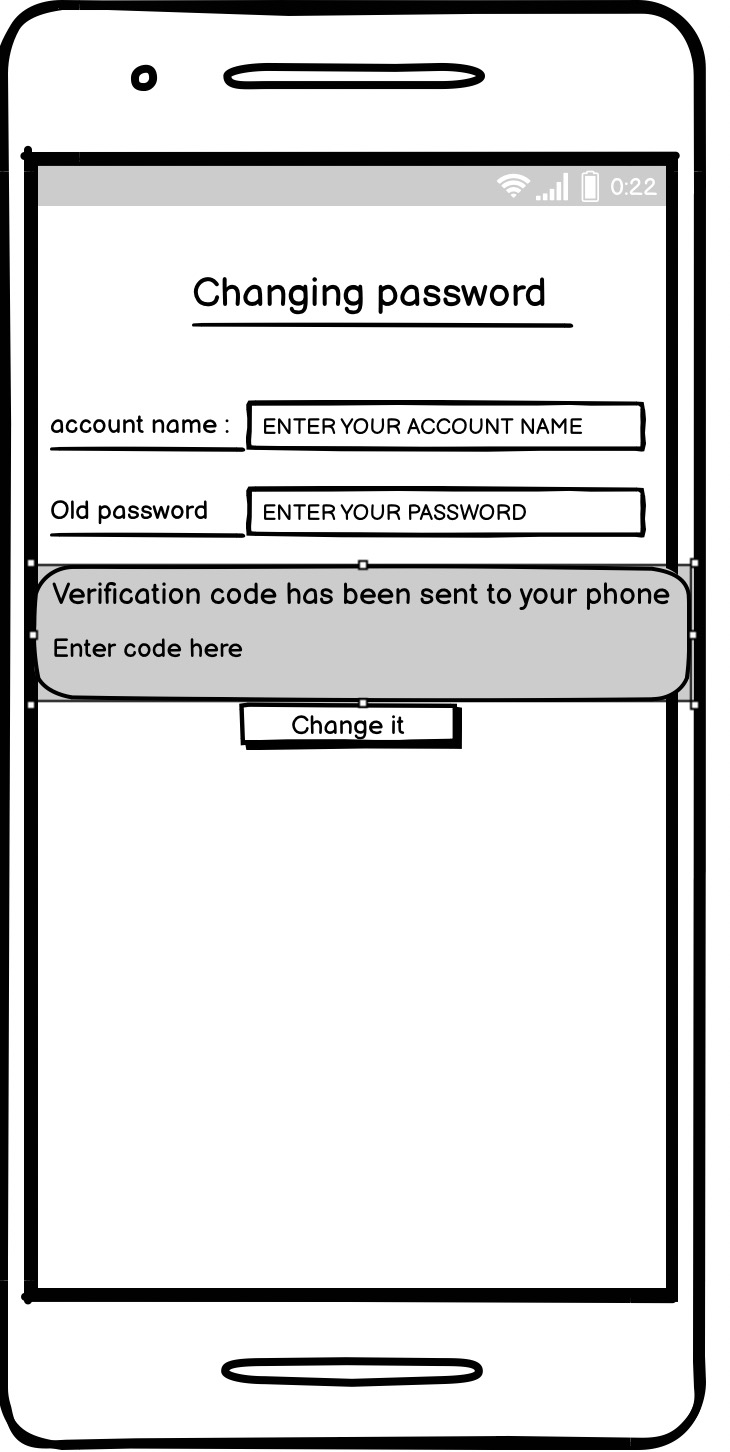 0:22
Changing password
account name :
ENTER YOUR ACCOUNT NAME
Old password
ENTER YOUR PASSWORD
Verification code has been sent to your phone
Enter code here
Change it